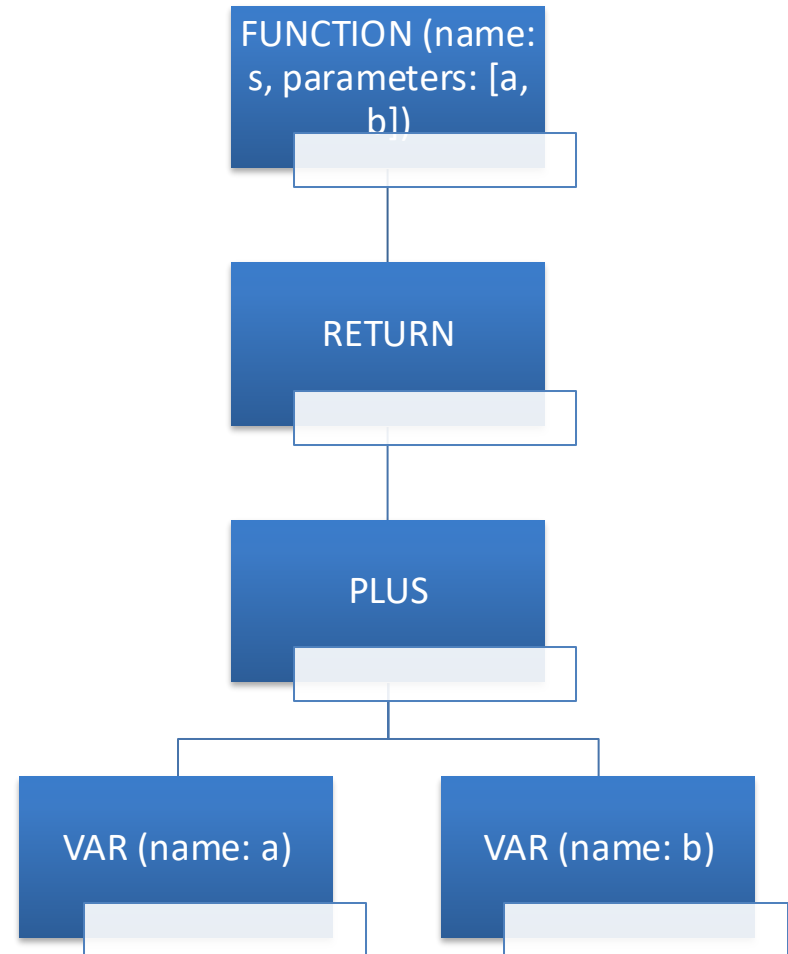 FUNCTION (name:
s, parameters: [a,
b])
RETURN
PLUS
VAR (name: a)
VAR (name: b)